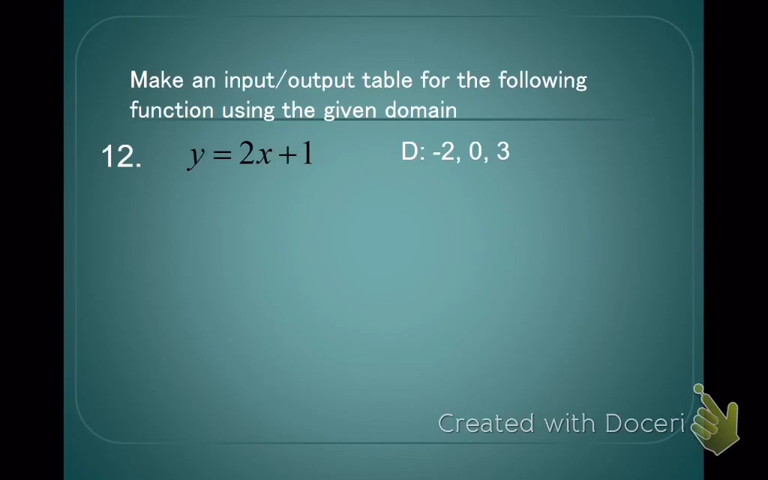 Make an input/output table for the following
function using the given domain
12. y = 2x + 1 D: -2, 0, 3
Created with Doceri